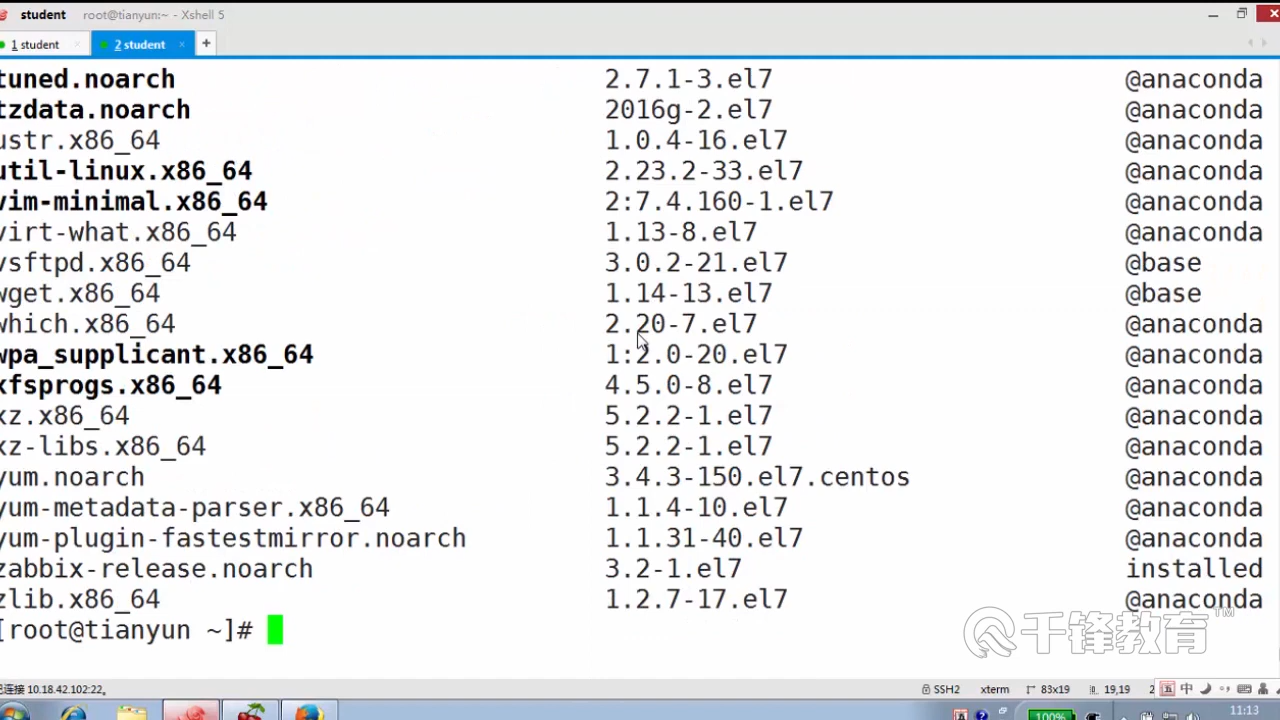 student root@tianyun:~ - Xshell 5
1 student 2 student +
tuned.noarch 2.7.1-3.el7 @anaconda
tzdata.noarch 2016g-2.el7 @anaconda
ustr.x86_64 1.0.4-16.el7 @anaconda
util-linux.x86_64 2.23.2-33.el7 @anaconda
vim-minimal.x86_64 2:7.4.160-1.el7 @anaconda
virt-what.x86_64 1.13-8.el7 @anaconda
vsftpd.x86_64 3.0.2-21.el7 @base
wget.x86_64 1.14-13.el7 @base
which.x86_64 2.20-7.el7 @anaconda
wpa_supplicant.x86_64 1:2.0-20.el7 @anaconda
xfsprogs.x86_64 4.5.0-8.el7 @anaconda
xz.x86_64 5.2.2-1.el7 @anaconda
xz-libs.x86_64 5.2.2-1.el7 @anaconda
yum.noarch 3.4.3-150.el7.centos @anaconda
yum-metadata-parser.x86_64 1.1.4-10.el7 @anaconda
yum-plugin-fastestmirror.noarch 1.1.31-40.el7 @anaconda
zabbix-release.noarch 3.2-1.el7 installed
zlib.x86_64 1.2.7-17.el7 @anaconda
[root@tianyun ~]#
千锋教育™
已连接 10.18.42.102:22。 SSH2 xterm 83x19 19,19 2 五 中
100% 11:13